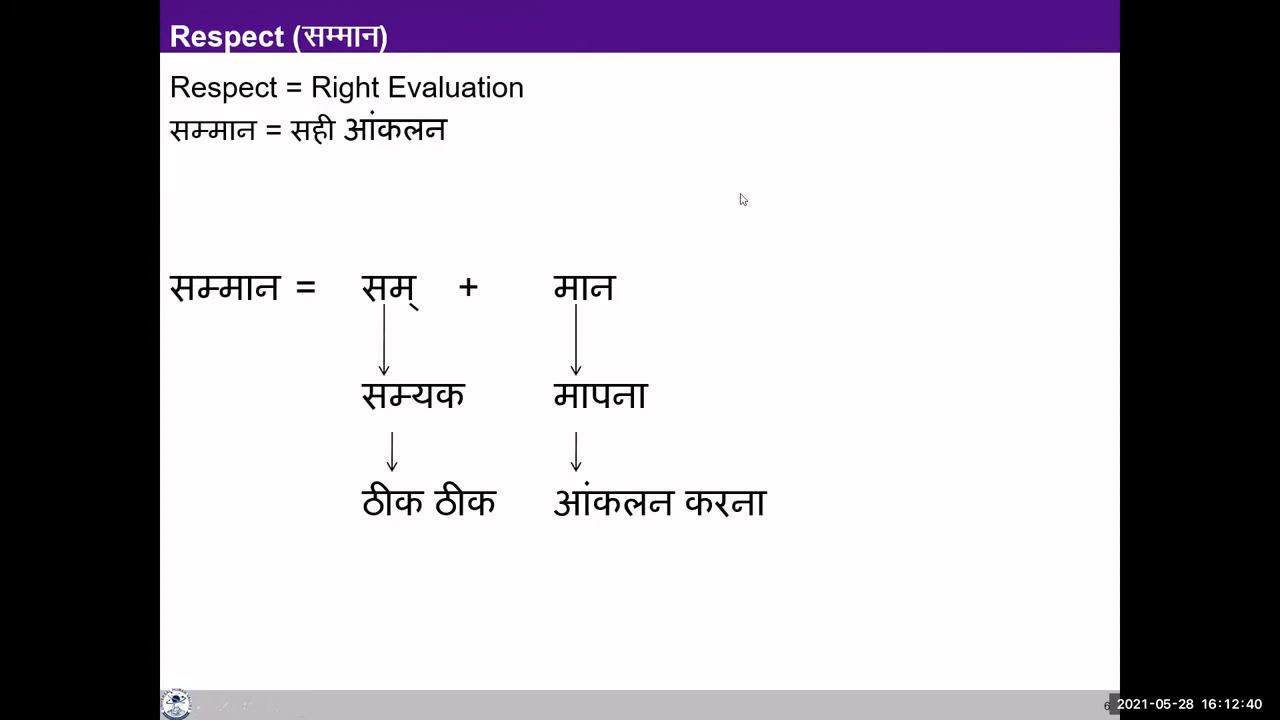 Respect (सम्मान)
Respect = Right Evaluation
सम्मान = सही आंकलन
सम्मान = सम् + मान
सम्यक मापना
ठीक ठीक आंकलन करना
6
2021-05-28 16:12:40